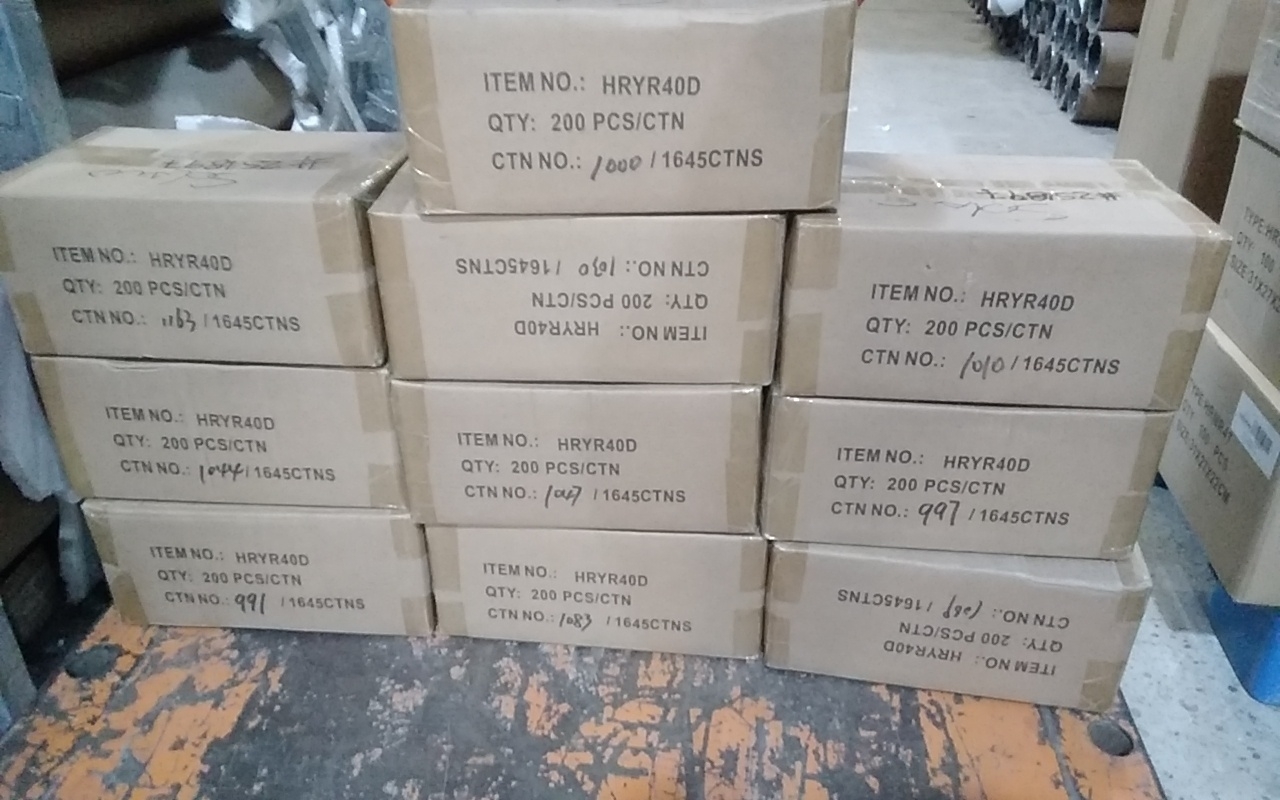 ITEM NO.: HRYR40D
QTY: 200 PCS/CTN
CTN NO.: 1000 / 1645CTNS
#251897
ITEM NO.: HRYR40D
QTY: 200 PCS/CTN
CTN NO.: 1163 / 1645CTNS
ITEM NO.: HRYR40D
QTY: 200 PCS/CTN
CTN NO.: / 1645CTNS
#251897
ITEM NO.: HRYR40D
QTY: 200 PCS/CTN
CTN NO.: 1010 / 1645CTNS
ITEM NO.: HRYR40D
QTY: 200 PCS/CTN
CTN NO.: 1044 / 1645CTNS
ITEM NO.: HRYR40D
QTY: 200 PCS/CTN
CTN NO.: 1047 / 1645CTNS
ITEM NO.: HRYR40D
QTY: 200 PCS/CTN
CTN NO.: 997 / 1645CTNS
ITEM NO.: HRYR40D
QTY: 200 PCS/CTN
CTN NO.: 991 / 1645CTNS
ITEM NO.: HRYR40D
QTY: 200 PCS/CTN
CTN NO.: 1083 / 1645CTNS
ITEM NO.: HRYR40D
QTY: 200 PCS/CTN
CTN NO.: / 1645CTNS